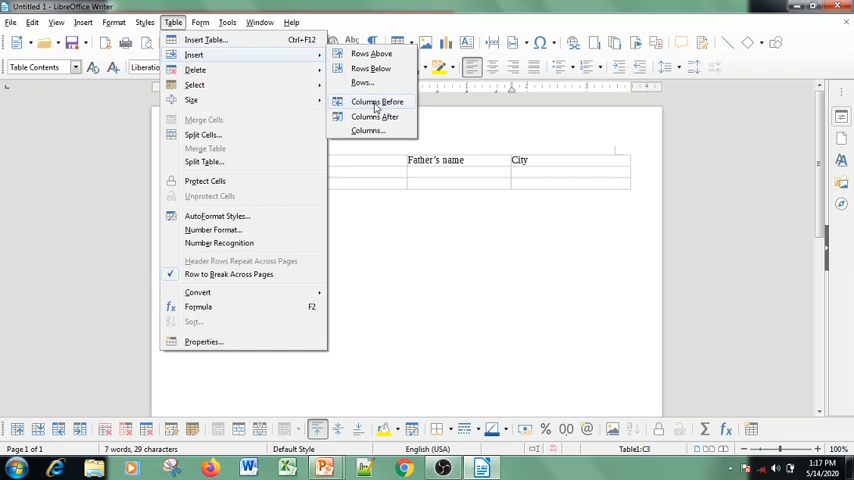 Untitled 1 - LibreOffice Writer
File Edit View Insert Format Styles Table Form Tools Window Help
Table Contents
Insert Table... Ctrl+F12
Insert
Delete
Select
Size
Merge Cells
Split Cells...
Merge Table
Split Table...
Protect Cells
Unprotect Cells
AutoFormat Styles...
Number Format...
Number Recognition
Header Rows Repeat Across Pages
Row to Break Across Pages
Convert
Formula F2
Sort...
Properties...
Rows Above
Rows Below
Rows...
Columns Before
Columns After
Columns...
Father's name City
Page 1 of 1 7 words, 29 characters Default Style English (USA) Table1:C3 100%
1:17 PM
5/14/2020